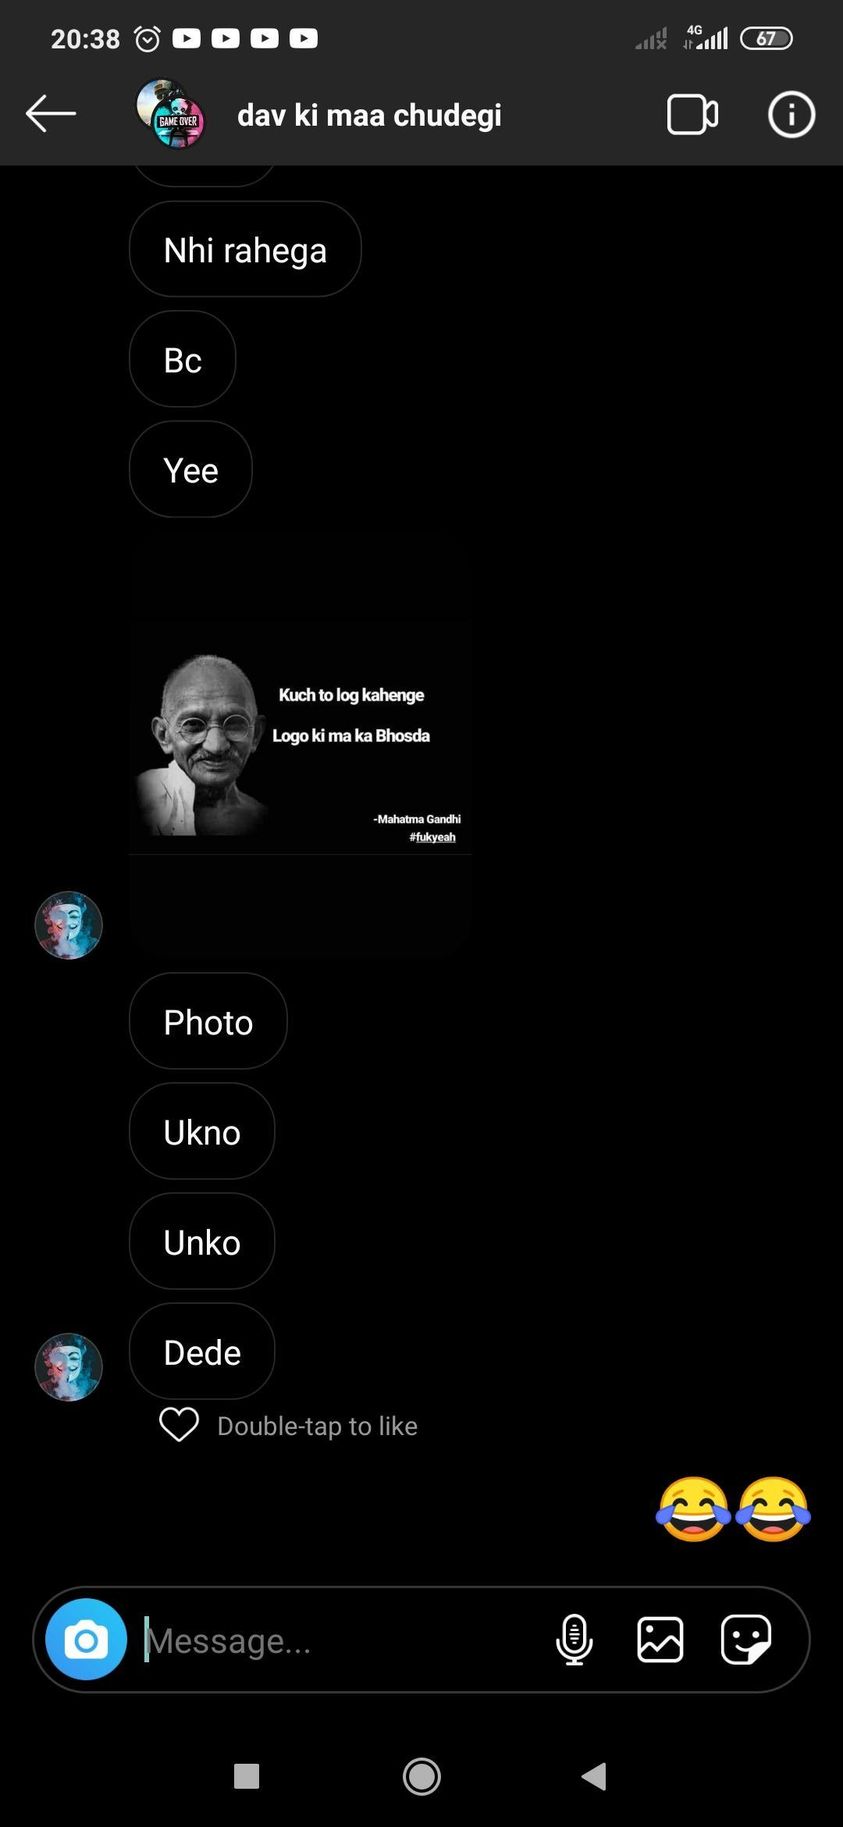 20:38
4G
67
GAME OVER
dav ki maa chudegi
Nhi rahega
Bc
Yee
Kuch to log kahenge
Logo ki ma ka Bhosda
-Mahatma Gandhi
#fukyeah
Photo
Ukno
Unko
Dede
Double-tap to like
Message...